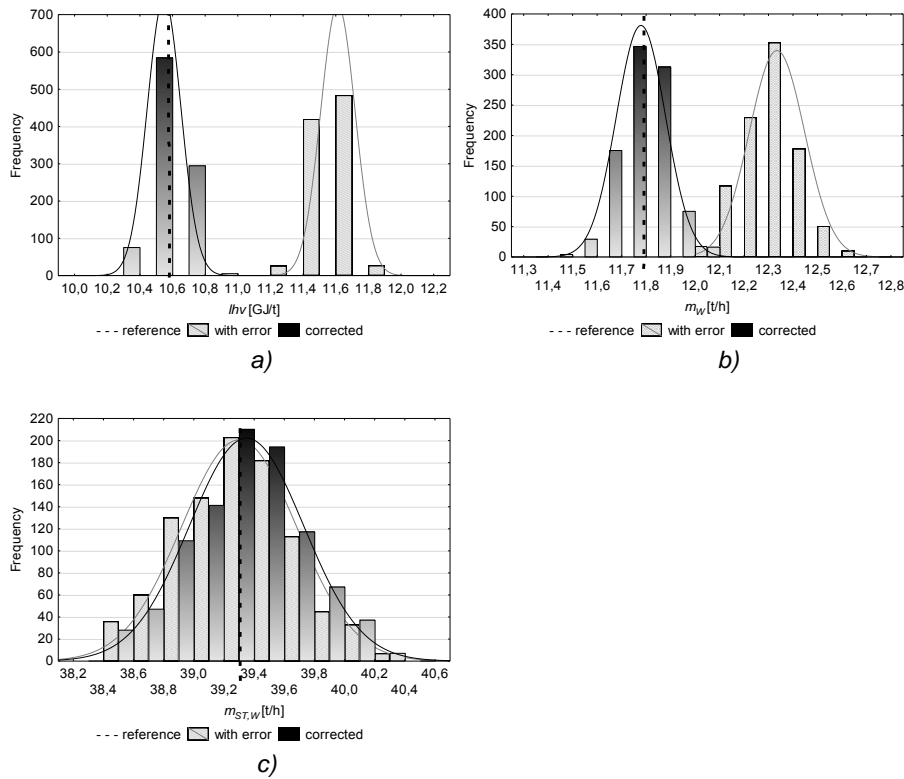 700
600
500
400
300
200
100
0
Frequency
10,0 10,2 10,4 10,6 10,8 11,0 11,2 11,4 11,6 11,8 12,0 12,2
lhv [GJ/t]
reference with error corrected
a)
400
350
300
250
200
150
100
50
0
Frequency
11,3 11,5 11,7 11,9 12,1 12,3 12,5 12,7
11,4 11,6 11,8 12,0 12,2 12,4 12,6 12,8
m_W [t/h]
reference with error corrected
b)
220
200
180
160
140
120
100
80
60
40
20
0
Frequency
38,2 38,6 39,0 39,4 39,8 40,2 40,6
38,4 38,8 39,2 39,6 40,0 40,4
m_ST,W [t/h]
reference with error corrected
c)